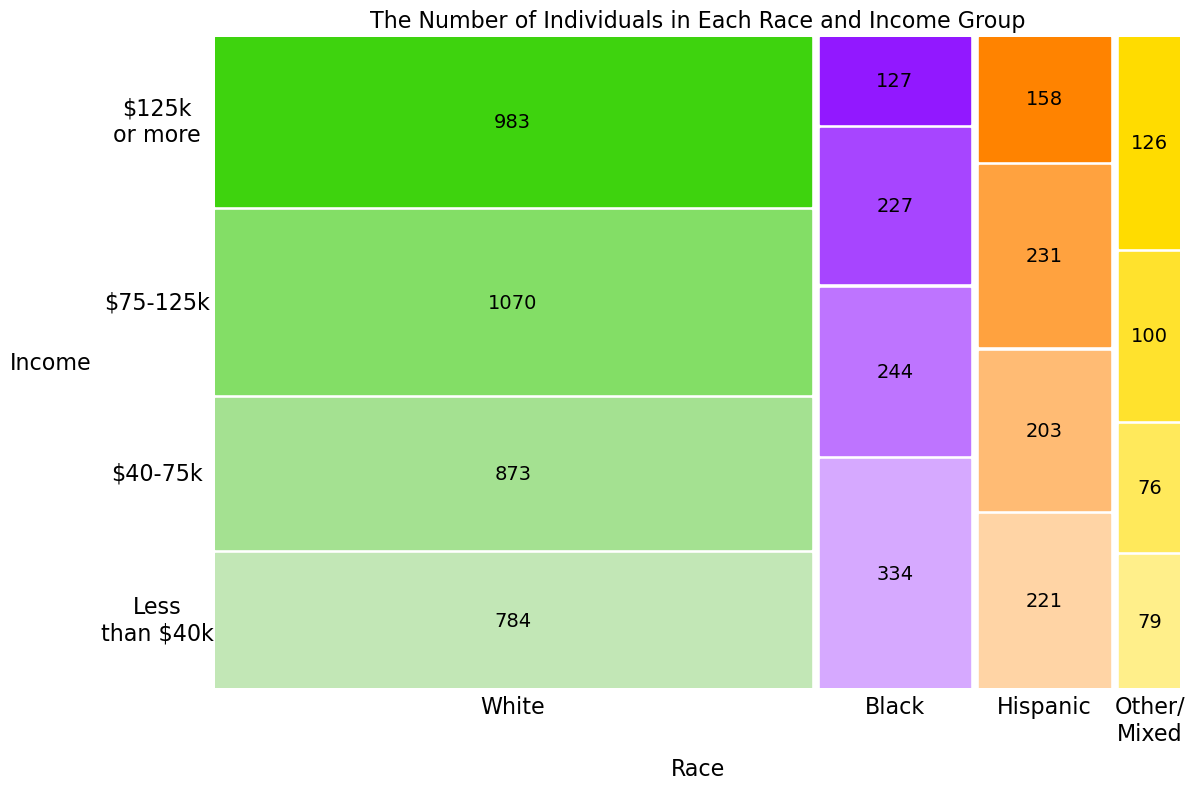 The Number of Individuals in Each Race and Income Group
$125k
or more
983
127
158
126
$75-125k
1070
227
231
100
Income
$40-75k
873
244
203
76
Less
than $40k
784
334
221
79
White
Black
Hispanic
Other/
Mixed
Race